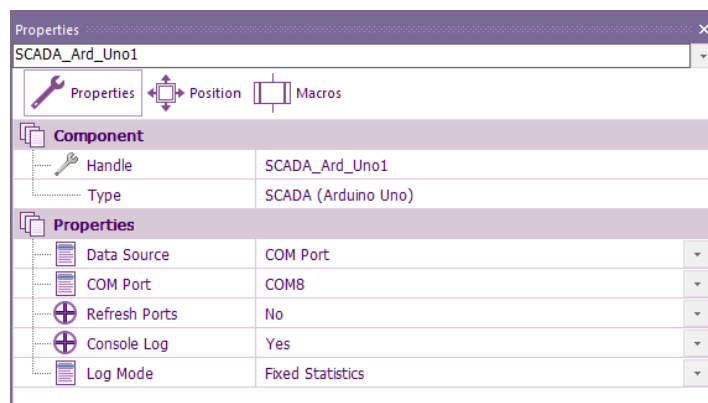 Properties
SCADA_Ard_Uno1
Properties Position Macros
Component
Handle SCADA_Ard_Uno1
Type SCADA (Arduino Uno)
Properties
Data Source COM Port
COM Port COM8
Refresh Ports No
Console Log Yes
Log Mode Fixed Statistics